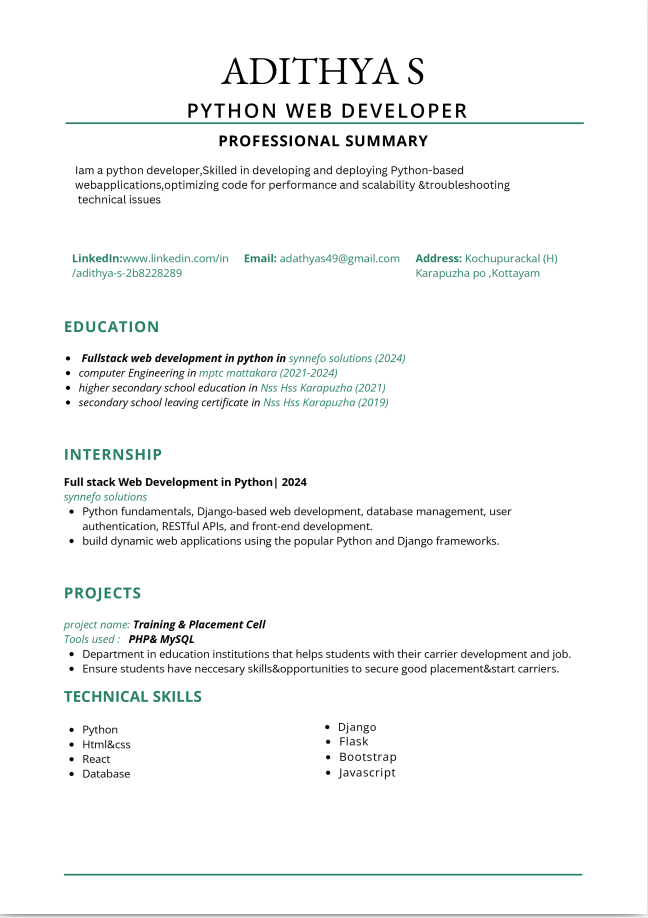 ADITHYA S
PYTHON WEB DEVELOPER
PROFESSIONAL SUMMARY
Iam a python developer,Skilled in developing and deploying Python-based
webapplications,optimizing code for performance and scalability &troubleshooting
technical issues
LinkedIn:www.linkedin.com/in
/adithya-s-2b8228289
Email: adathyas49@gmail.com
Address: Kochupurackal (H)
Karapuzha po ,Kottayam
EDUCATION
• Fullstack web development in python in synnefo solutions (2024)
• computer Engineering in mptc mattakara (2021-2024)
• higher secondary school education in Nss Hss Karapuzha (2021)
• secondary school leaving certificate in Nss Hss Karapuzha (2019)
INTERNSHIP
Full stack Web Development in Python| 2024
synnefo solutions
• Python fundamentals, Django-based web development, database management, user
authentication, RESTful APIs, and front-end development.
• build dynamic web applications using the popular Python and Django frameworks.
PROJECTS
project name: Training & Placement Cell
Tools used : PHP& MySQL
• Department in education institutions that helps students with their carrier development and job.
• Ensure students have neccesary skills&opportunities to secure good placement&start carriers.
TECHNICAL SKILLS
• Python
• Html&css
• React
• Database
• Django
• Flask
• Bootstrap
• Javascript